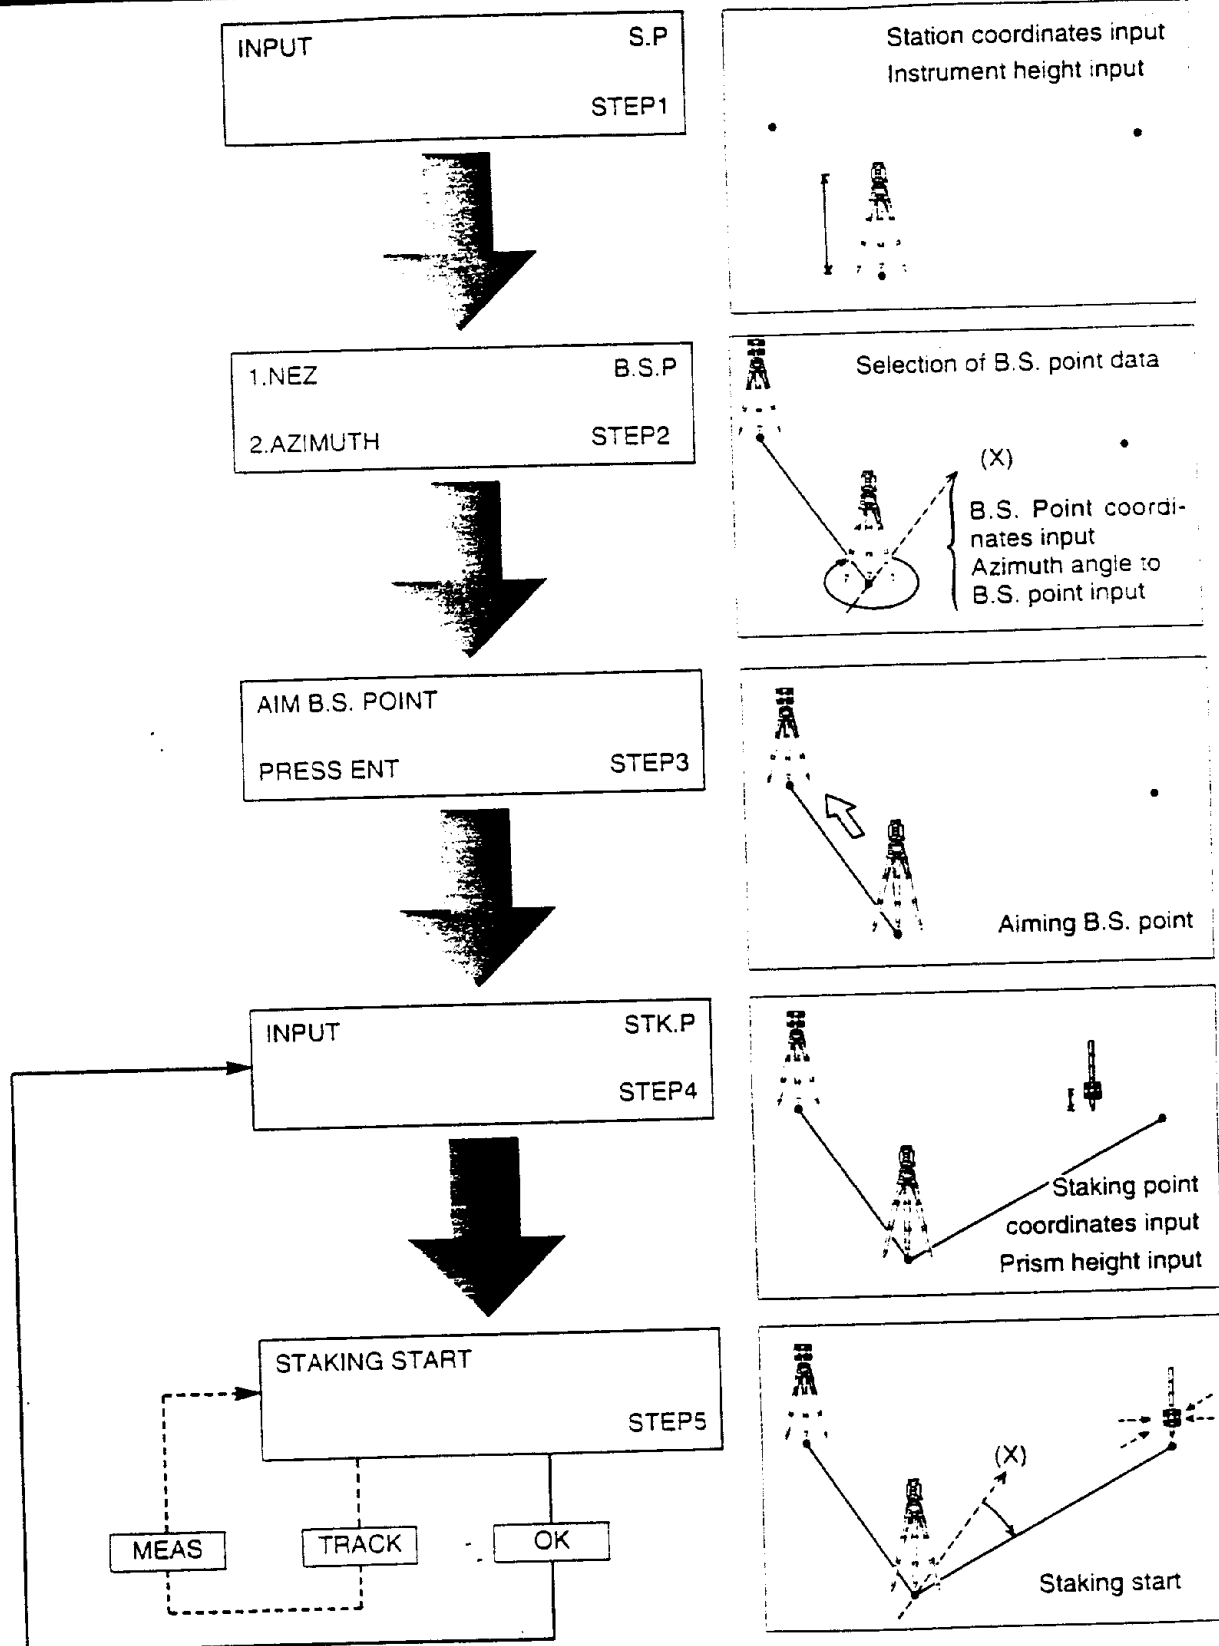 INPUT S.P
STEP1
Station coordinates input
Instrument height input
1.NEZ B.S.P
2.AZIMUTH STEP2
Selection of B.S. point data
(X)
B.S. Point coordi-
nates input
Azimuth angle to
B.S. point input
AIM B.S. POINT
PRESS ENT STEP3
Aiming B.S. point
INPUT STK.P
STEP4
Staking point
coordinates input
Prism height input
STAKING START
STEP5
MEAS TRACK OK
(X)
Staking start